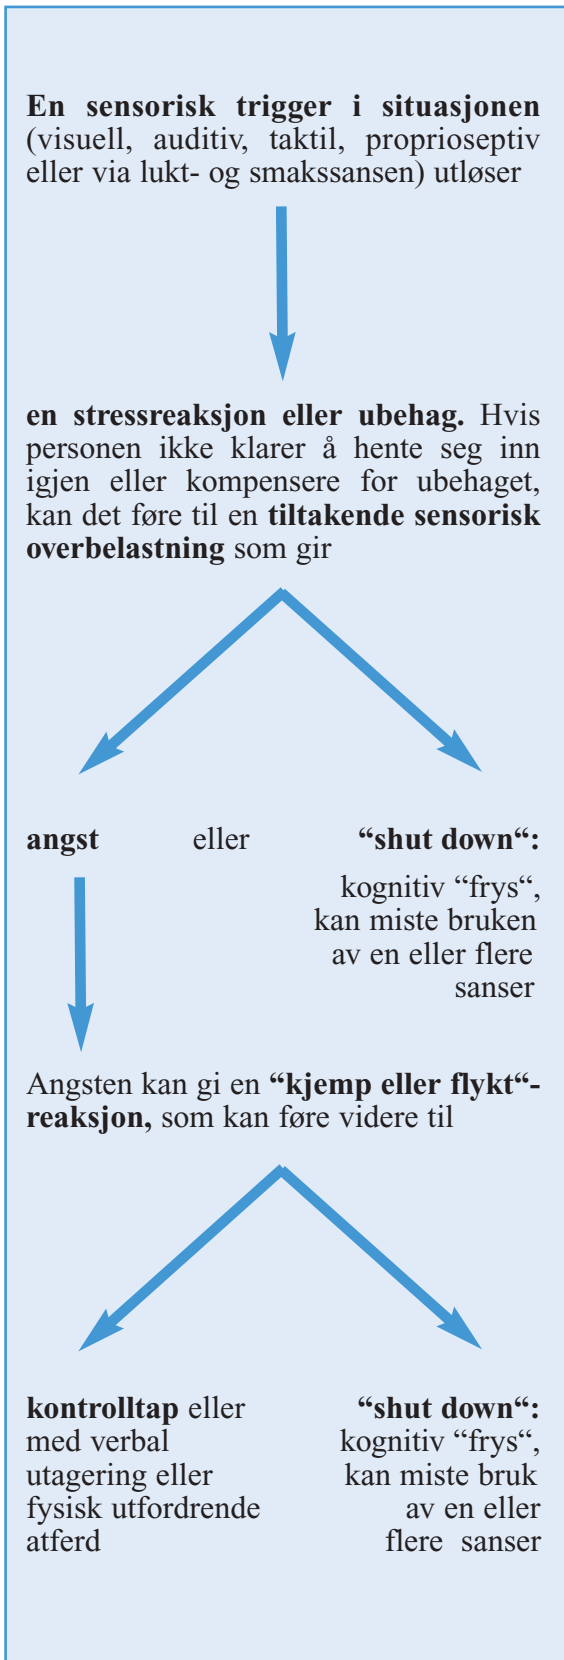 En sensorisk trigger i situasjonen
(visuell, auditiv, taktil, proprioseptiv
eller via lukt- og smakssansen) utløser
en stressreaksjon eller ubehag. Hvis
personen ikke klarer å hente seg inn
igjen eller kompensere for ubehaget,
kan det føre til en tiltakende sensorisk
overbelastning som gir
angst eller “shut down“:
kognitiv “frys“,
kan miste bruken
av en eller flere
sanser
Angsten kan gi en “kjemp eller flykt“-
reaksjon, som kan føre videre til
kontrolltap eller
med verbal
utagering eller
fysisk utfordrende
atferd
“shut down“:
kognitiv “frys“,
kan miste bruk
av en eller
flere sanser